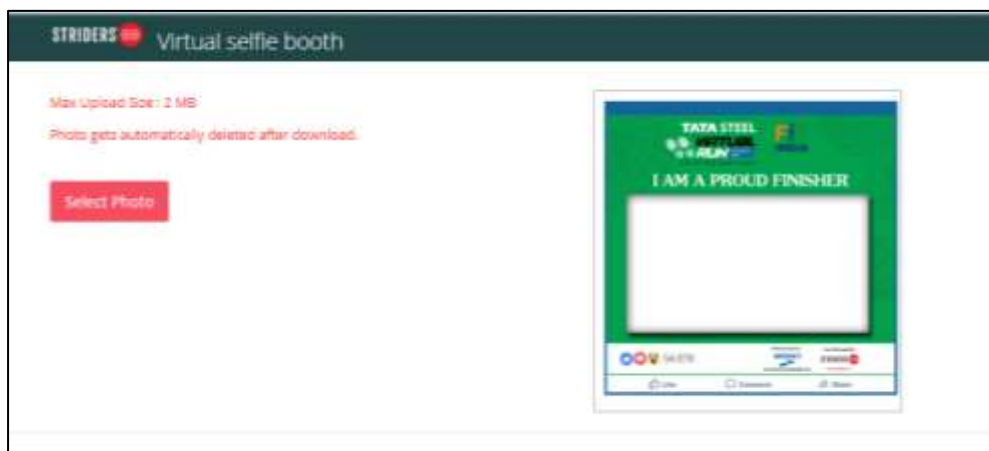 STRIDERS
Virtual selfie booth
Max Upload Size : 2 MB
Photo gets automatically deleted after download.
Select Photo
TATA STEEL
VIRTUAL
RUN
I AM A PROUD FINISHER
Like
Comment
Share